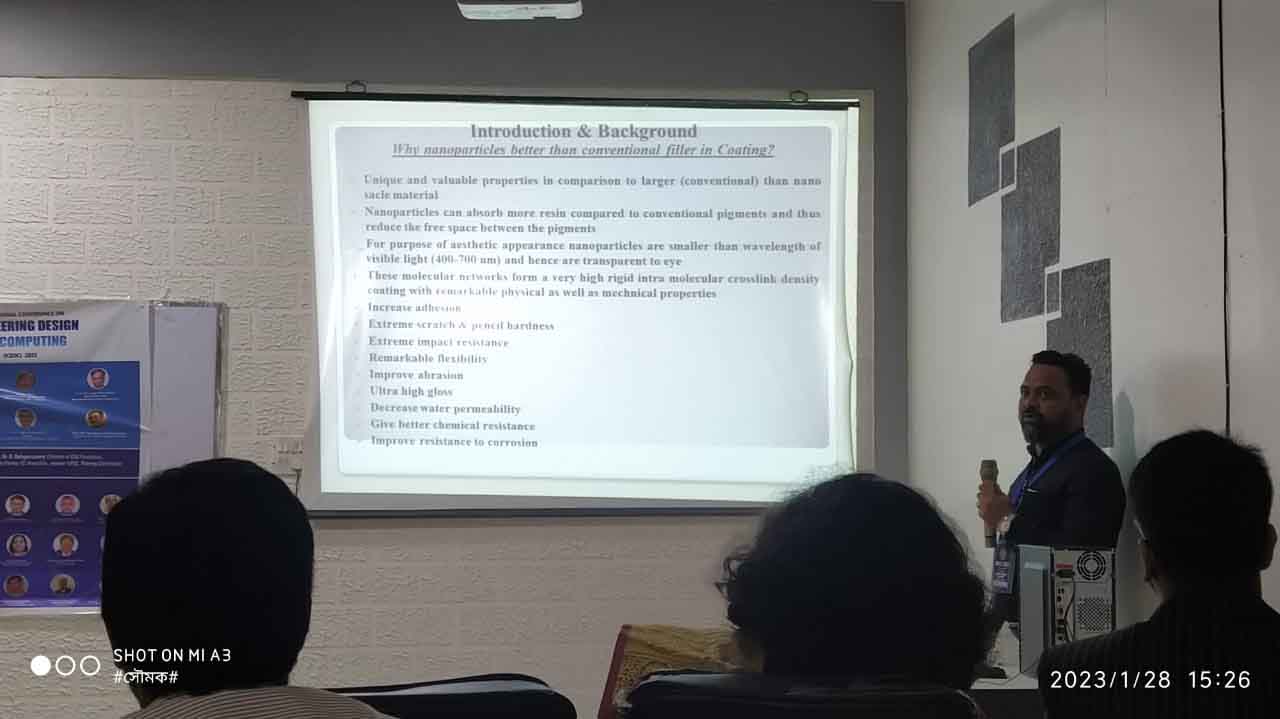 Introduction & Background
Why nanoparticles better than conventional filler in Coating?
Unique and valuable properties in comparison to larger (conventional) than nano
sacle material
Nanoparticles can absorb more resin compared to conventional pigments and thus
reduce the free space between the pigments
For purpose of aesthetic appearance nanoparticles are smaller than wavelength of
visible light (400-700 nm) and hence are transparent to eye
These molecular networks form a very high rigid intra molecular crosslink density
coating with remarkable physical as well as mechnical properties
Increase adhesion
Extreme scratch & pencil hardness
Extreme impact resistance
Remarkable flexibility
Improve abrasion
Ultra high gloss
Decrease water permeability
Give better chemical resistance
Improve resistance to corrosion
ONAL CONFERENCE ON
EERING DESIGN
COMPUTING
SHOT ON MI A3
#সৌমক#
2023/1/28 15:26